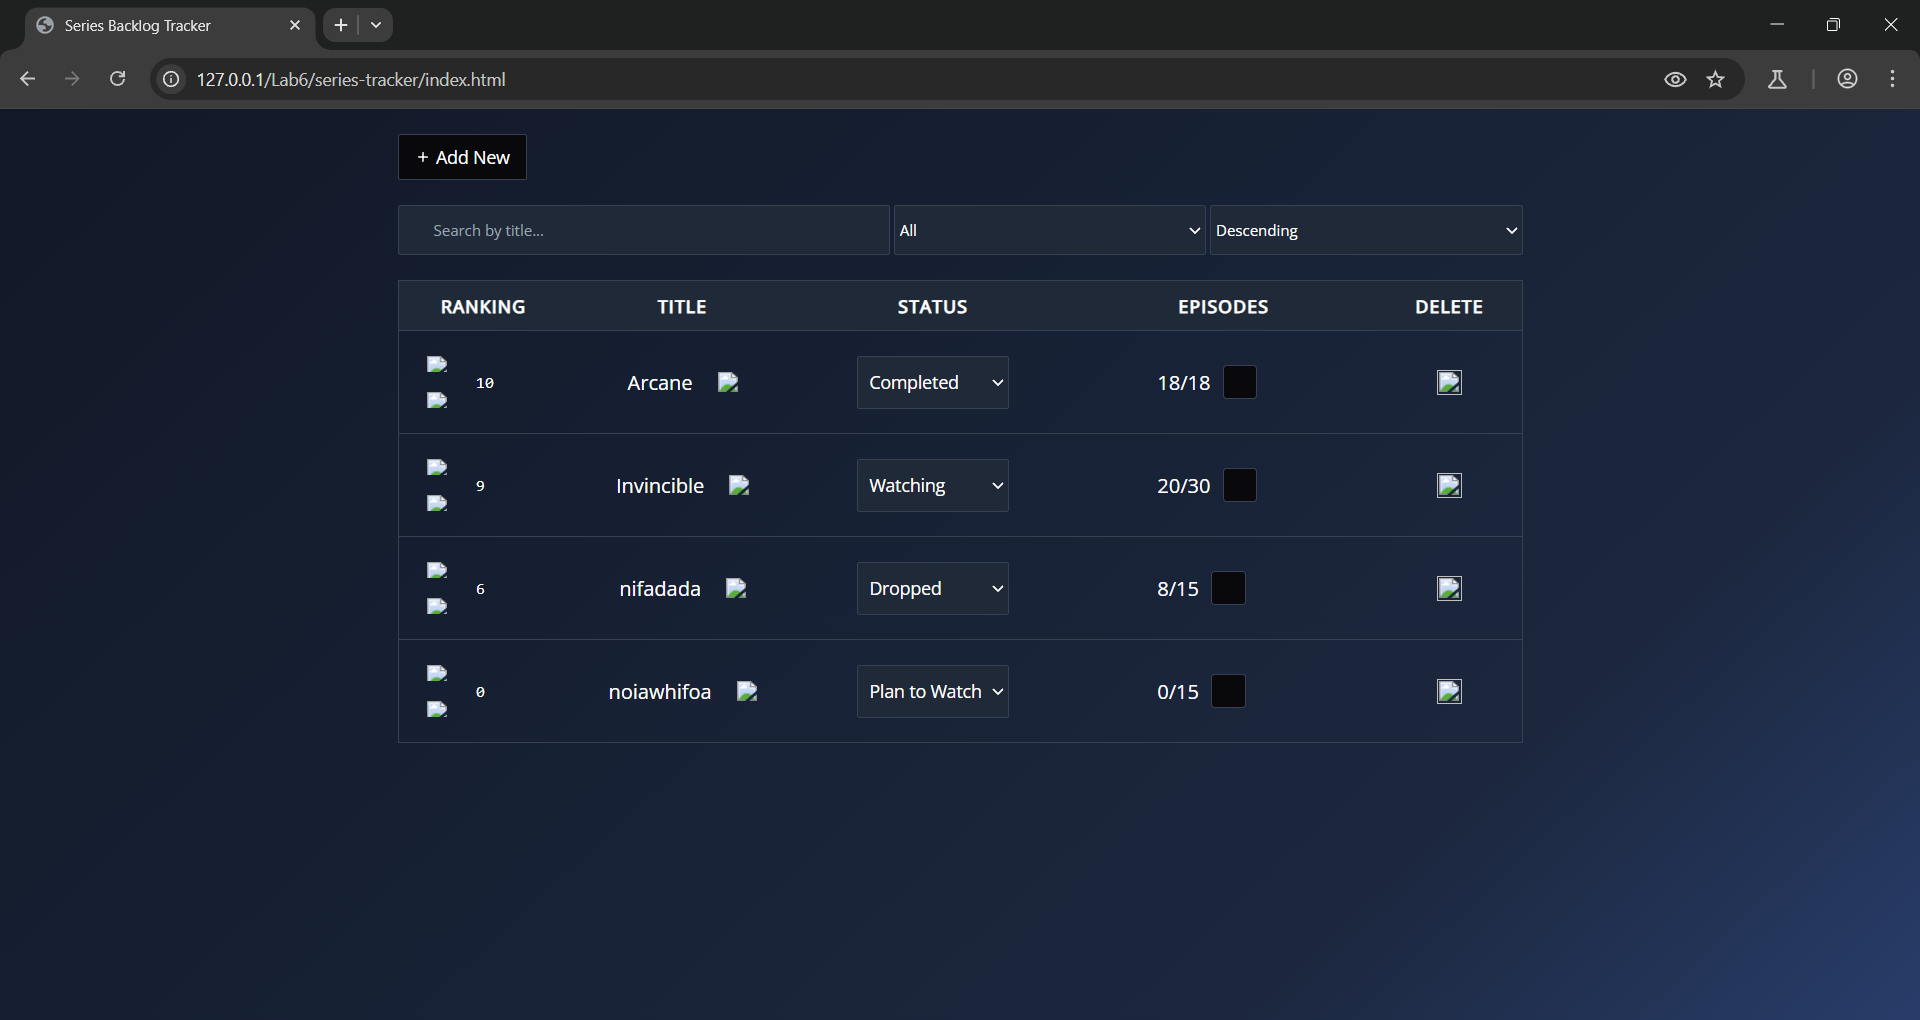 Series Backlog Tracker
127.0.0.1/Lab6/series-tracker/index.html
+ Add New
Search by title... All Descending
RANKING TITLE STATUS EPISODES DELETE
10 Arcane Completed 18/18
9 Invincible Watching 20/30
6 nifadada Dropped 8/15
0 noiawhifoa Plan to Watch 0/15